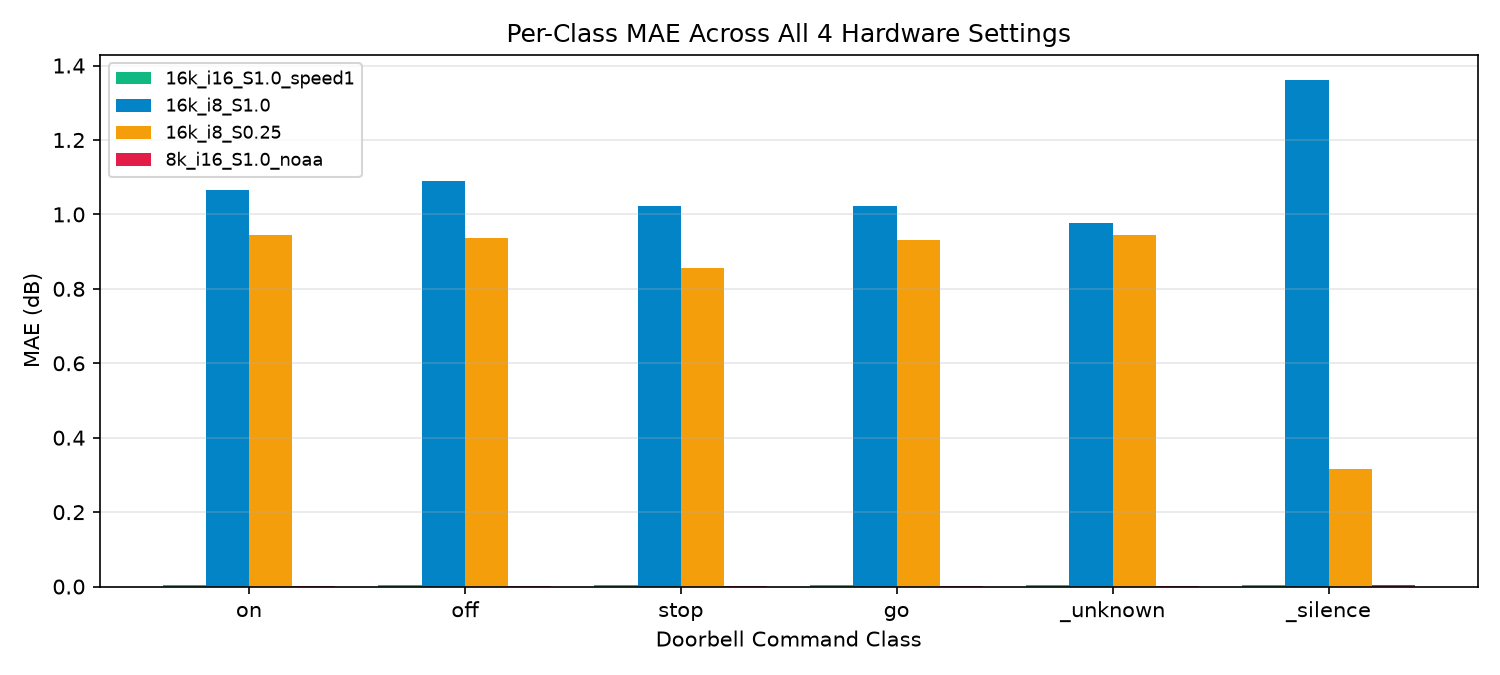 Per-Class MAE Across All 4 Hardware Settings
16k_i16_S1.0_speed1
16k_i8_S1.0
16k_i8_S0.25
8k_i16_S1.0_noaa
MAE (dB)
1.4
1.2
1.0
0.8
0.6
0.4
0.2
0.0
on off stop go _unknown _silence
Doorbell Command Class